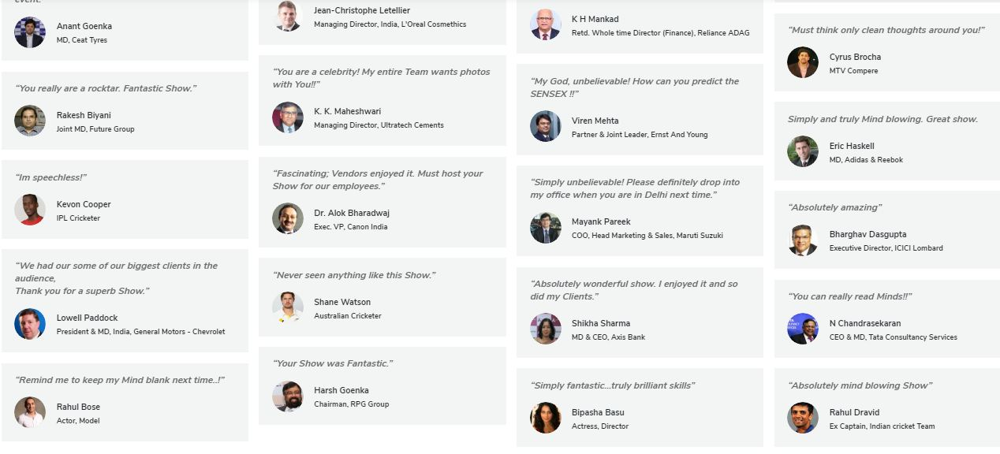 event."
Anant Goenka
MD, Ceat Tyres
“You really are a rocktar. Fantastic Show.”
Rakesh Biyani
Joint MD, Future Group
“Im speechless!”
Kevon Cooper
IPL Cricketer
“We had our some of our biggest clients in the
audience,
Thank you for a superb Show.”
Lowell Paddock
President & MD, India, General Motors - Chevrolet
“Remind me to keep my Mind blank next time..!”
Rahul Bose
Actor, Model
Jean-Christophe Letellier
Managing Director, India, L'Oreal Cosmethics
“You are a celebrity! My entire Team wants photos
with You!!”
K. K. Maheshwari
Managing Director, Ultratech Cements
“Fascinating; Vendors enjoyed it. Must host your
Show for our employees.”
Dr. Alok Bharadwaj
Exec. VP, Canon India
“Never seen anything like this Show.”
Shane Watson
Australian Cricketer
“Your Show was Fantastic.”
Harsh Goenka
Chairman, RPG Group
K H Mankad
Retd. Whole time Director (Finance), Reliance ADAG
“My God, unbelievable! How can you predict the
SENSEX !!”
Viren Mehta
Partner & Joint Leader, Ernst And Young
“Simply unbelievable! Please definitely drop into
my office when you are in Delhi next time.”
Mayank Pareek
COO, Head Marketing & Sales, Maruti Suzuki
“Absolutely wonderful show. I enjoyed it and so
did my Clients.”
Shikha Sharma
MD & CEO, Axis Bank
“Simply fantastic...truly brilliant skills”
Bipasha Basu
Actress, Director
“Must think only clean thoughts around you!”
Cyrus Brocha
MTV Compere
Simply and truly Mind blowing. Great show.
Eric Haskell
MD, Adidas & Reebok
“Absolutely amazing”
Bharghav Dasgupta
Executive Director, ICICI Lombard
“You can really read Minds!!”
N Chandrasekaran
CEO & MD, Tata Consultancy Services
“Absolutely mind blowing Show”
Rahul Dravid
Ex Captain, Indian cricket Team